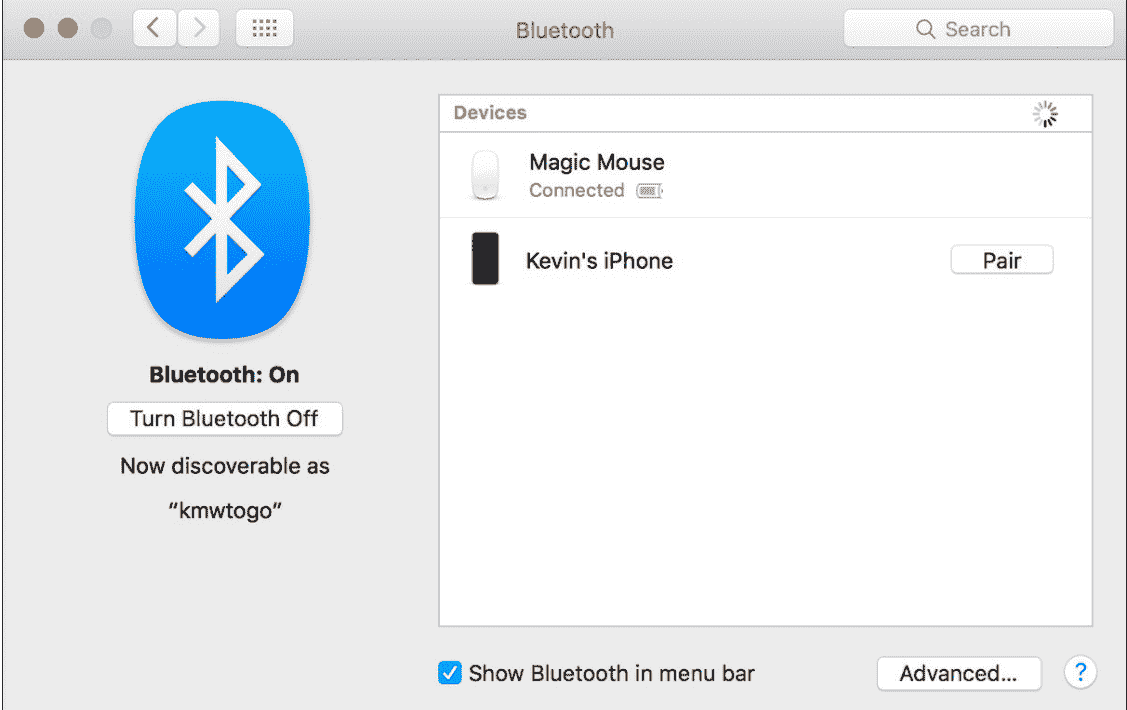 Bluetooth
Search
Devices
Magic Mouse
Connected
Kevin's iPhone
Pair
Bluetooth: On
Turn Bluetooth Off
Now discoverable as
“kmwtogo”
Show Bluetooth in menu bar
Advanced...
?